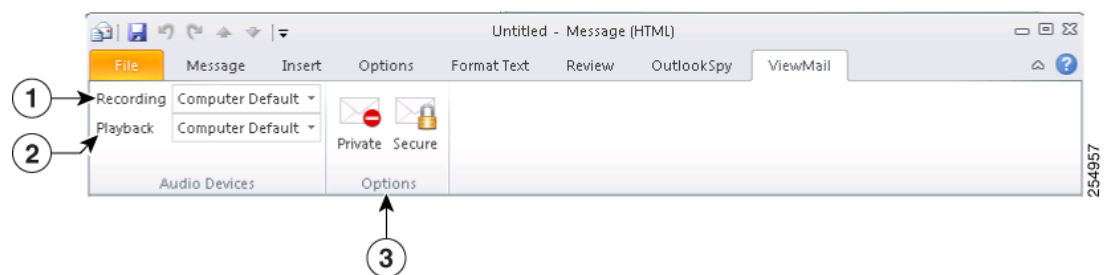 Untitled - Message (HTML)
File Message Insert Options Format Text Review OutlookSpy ViewMail
1 Recording Computer Default
2 Playback Computer Default
Private Secure
Audio Devices Options
3
254957